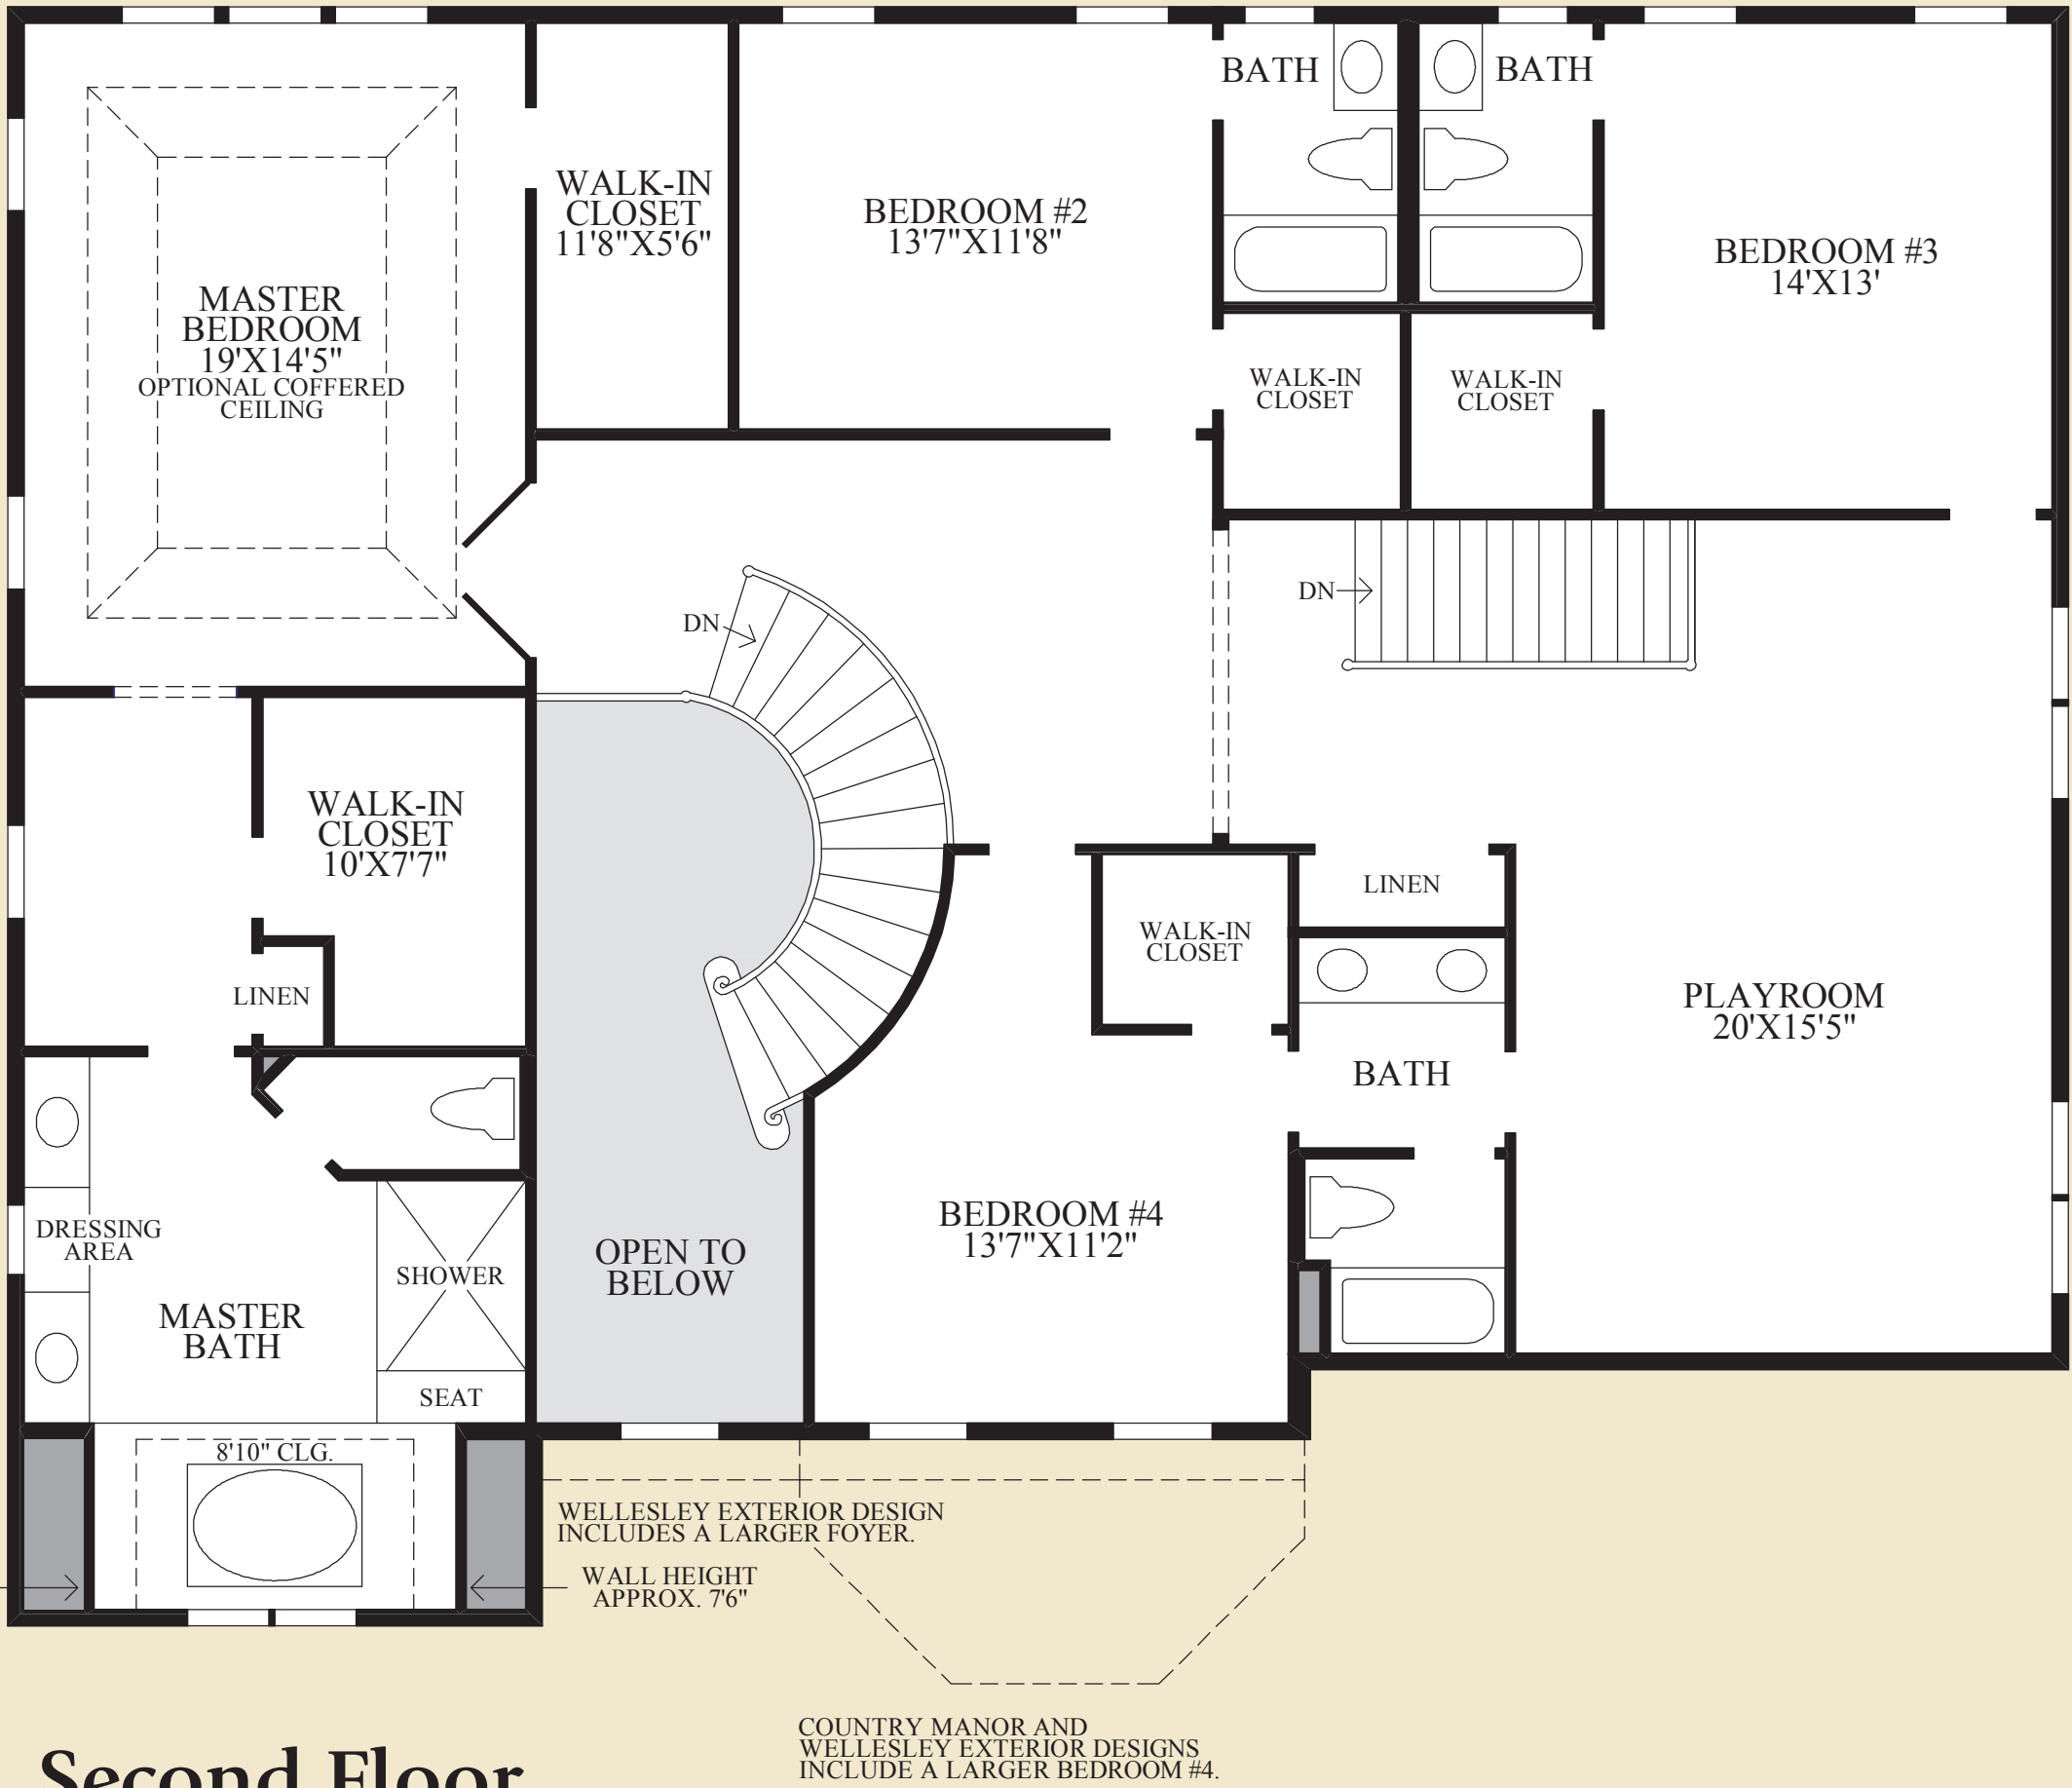 BATH
BATH
WALK-IN
CLOSET
11'8"X5'6"
BEDROOM #2
13'7"X11'8"
BEDROOM #3
14'X13'
MASTER
BEDROOM
19'X14'5"
OPTIONAL COFFERED
CEILING
WALK-IN
CLOSET
WALK-IN
CLOSET
DN
DN
WALK-IN
CLOSET
10'X7'7"
LINEN
WALK-IN
CLOSET
LINEN
PLAYROOM
20'X15'5"
BATH
DRESSING
AREA
SHOWER
OPEN TO
BELOW
BEDROOM #4
13'7"X11'2"
MASTER
BATH
SEAT
8'10" CLG.
WELLESLEY EXTERIOR DESIGN
INCLUDES A LARGER FOYER.
WALL HEIGHT
APPROX. 7'6"
COUNTRY MANOR AND
WELLESLEY EXTERIOR DESIGNS
INCLUDE A LARGER BEDROOM #4.
Second Floor